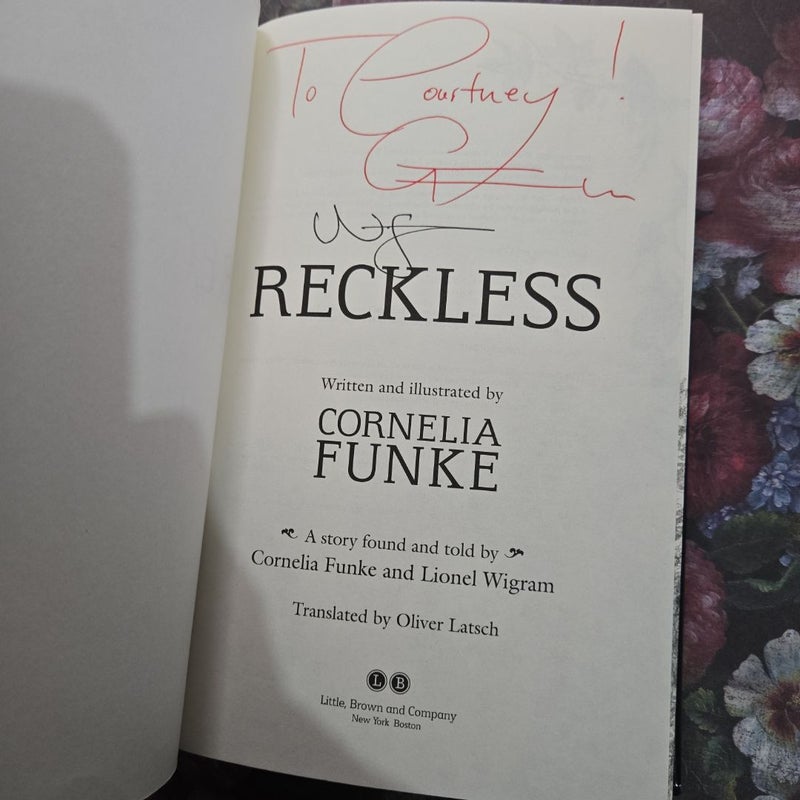 To Courtney!
RECKLESS
Written and illustrated by
CORNELIA
FUNKE
A story found and told by
Cornelia Funke and Lionel Wigram
Translated by Oliver Latsch
L B
Little, Brown and Company
New York Boston